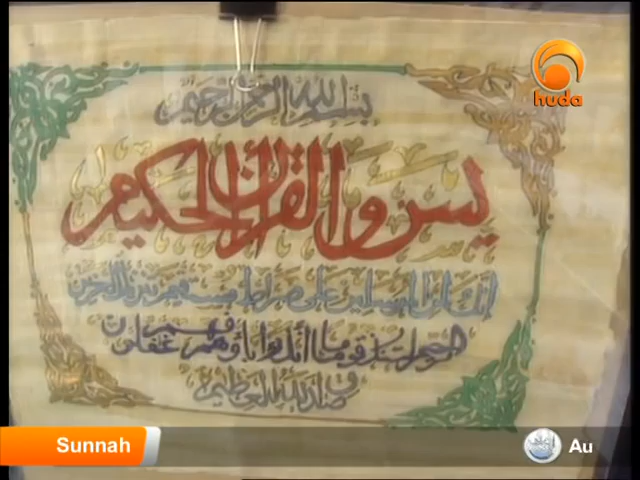 بسم الله الرحمن الرحيم
huda
يس والقرآن الحكيم
إنك لمن المرسلين على صراط مستقيم تنزيل العزيز
الرحيم لتنذر قوما ما أنذر آباؤهم فهم غافلون
صدق الله العظيم
Sunnah
Au